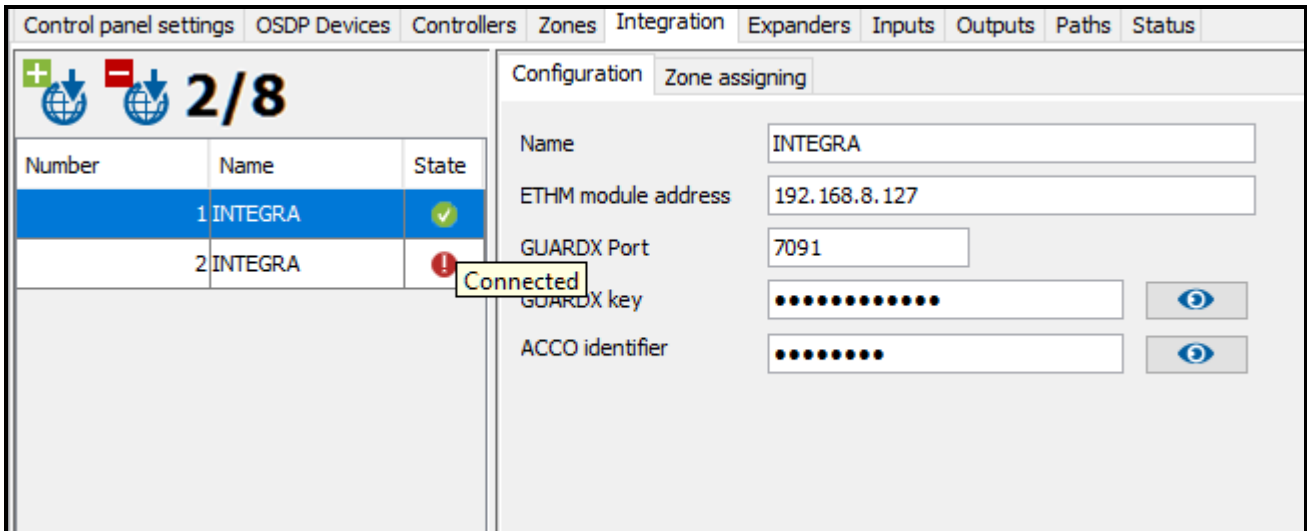 Control panel settings OSDP Devices Controllers Zones Integration Expanders Inputs Outputs Paths Status
2/8
Number Name State
1 INTEGRA
2 INTEGRA
Connected
Configuration Zone assigning
Name INTEGRA
ETHM module address 192.168.8.127
GUARDX Port 7091
GUARDX key ••••••••••••
ACCO identifier ••••••••